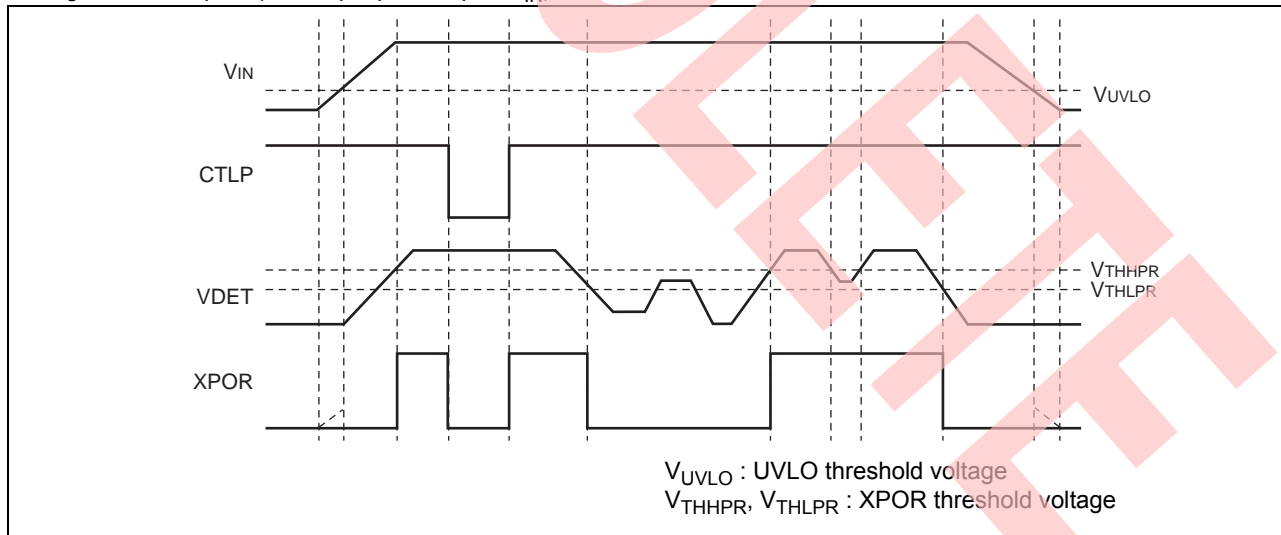 VIN
VUVLO
CTLP
VTHHPR
VTHLPR
VDET
XPOR
VUVLO : UVLO threshold voltage
VTHHPR, VTHLPR : XPOR threshold voltage